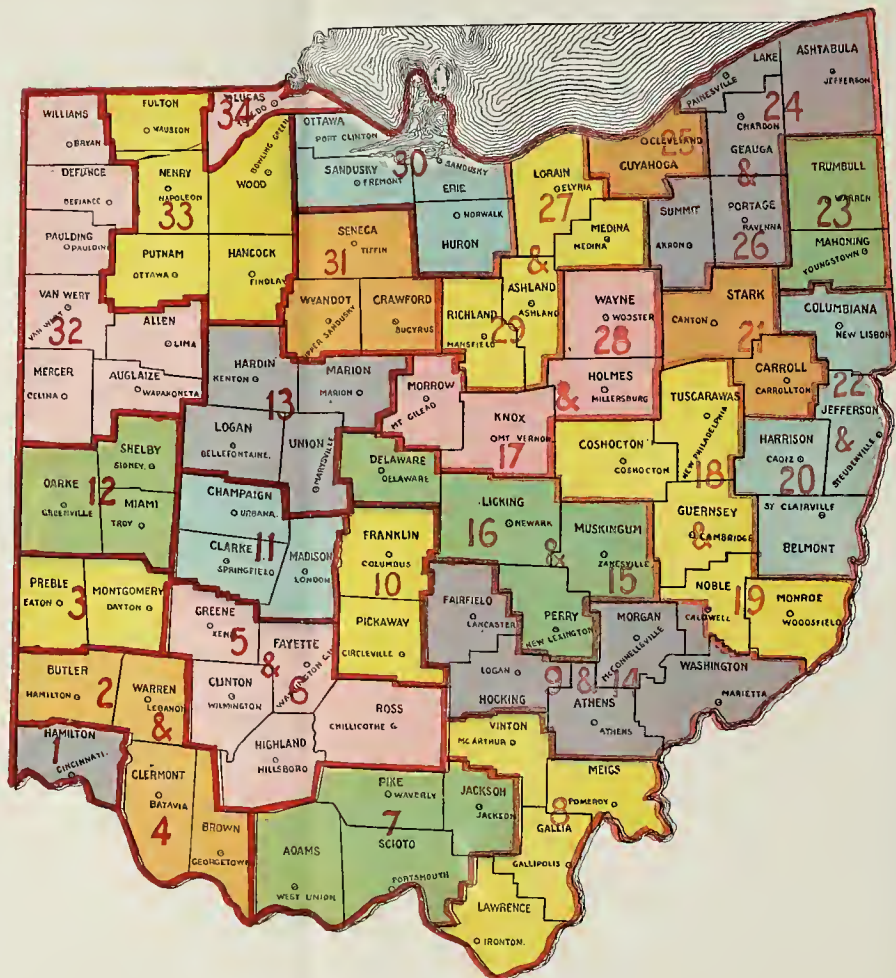 LAKE
ASHTABULA
PAINESVILLE
JEFFERSON
24
CHARDON
GEAUGA
&
WILLIAMS
BRYAN
FULTON
WAUSEON
34
LUCAS
BOWLING GREEN
WOOD
OTTAWA
PORT CLINTON
30
SANDUSKY
FREMONT
SANDUSKY
ERIE
NORWALK
HURON
LORAIN
ELYRIA
27
MEDINA
MEDINA
&
25
CLEVELAND
CUYAHOGA
SUMMIT
AKRON
PORTAGE
RAVENNA
26
TRUMBULL
WARREN
23
MAHONING
YOUNGSTOWN
DEFIANCE
DEFIANCE
NENRY
NAPOLEON
33
PAULDING
PAULDING
PUTNAM
OTTAWA
HANCOCK
FINDLAY
SENECA
31
TIFFIN
WYANDOT
UPPER SANDUSKY
CRAWFORD
BUCYRUS
RICHLAND
MANSFIELD
29
ASHLAND
ASHLAND
WAYNE
WOOSTER
28
HOLMES
MILLERSBURG
&
STARK
CANTON
21
CARROLL
CARROLLTON
COLUMBIANA
NEW LISBON
22
JEFFERSON
&
STEUBENVILLE
VAN WERT
VAN WERT
32
ALLEN
LIMA
MERCER
CELINA
AUGLAIZE
WAPAKONETA
HARDIN
KENTON
MARION
MARION
13
LOGAN
BELLEFONTAINE.
UNION
MARYSVILLE
MORROW
MT GILEAD
KNOX
MT VERNON
17
COSHOCTON
COSHOCTON
TUSCARAWAS
NEW PHILADELPHIA
18
HARRISON
CADIZ
20
ST CLAIRVILLE
BELMONT
SHELBY
SIDNEY
DARKE
12
GREENVILLE
MIAMI
TROY
CHAMPAIGN
URBANA.
11
CLARKE
SPRINGFIELD
MADISON
LONDON
DELAWARE
DELAWARE
LICKING
16
NEWARK
&
MUSKINGUM
ZANESVILLE
15
GUERNSEY
&
CAMBRIDGE
NOBLE
19
CALDWELL
MONROE
WOODSFIELD
PREBLE
EATON
3
MONTGOMERY
DAYTON
FRANKLIN
COLUMBUS
10
PICKAWAY
CIRCLEVILLE
FAIRFIELD
LANCASTER
PERRY
NEW LEXINGTON
MORGAN
McCONNELLVILLE
WASHINGTON
MARIETTA
GREENE
XENIA
5
&
FAYETTE
6
CLINTON
WILMINGTON
BUTLER
HAMILTON
2
WARREN
LEBANON
&
LOGAN
HOCKING
9
&
14
ATHENS
ATHENS
ROSS
CHILLICOTHE
HIGHLAND
HILLSBORO
HAMILTON
1
CINCINNATI.
CLERMONT
BATAVIA
4
BROWN
GEORGETOWN
VINTON
MC ARTHUR
MEIGS
POMEROY
8
GALLIA
GALLIPOLIS
PIKE
WAVERLY
7
JACKSON
JACKSON
SCIOTO
PORTSMOUTH
ADAMS
WEST UNION
LAWRENCE
IRONTON.